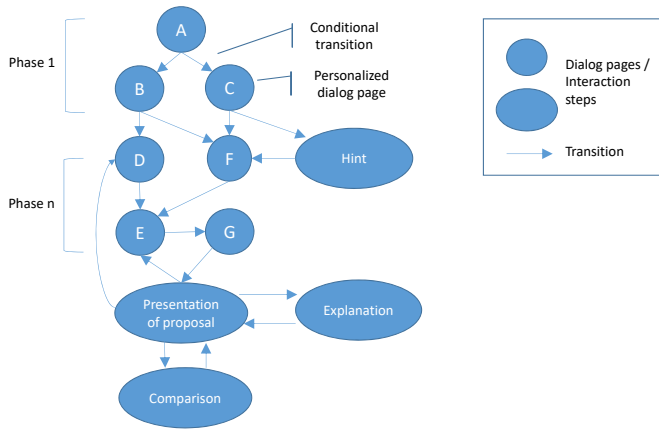 A
Conditional
transition
Phase 1
Personalized
dialog page
B
C
Dialog pages /
Interaction
steps
D
F
Hint
Transition
Phase n
E
G
Presentation
of proposal
Explanation
Comparison